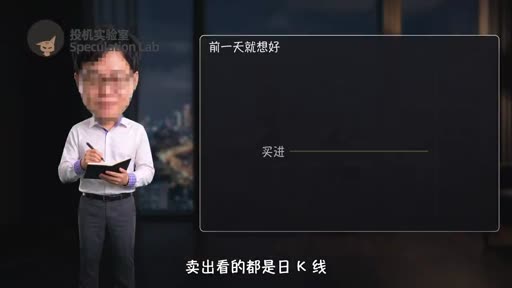 投机实验室
Speculation Lab
前一天就想好
买进
卖出看的都是日 K 线